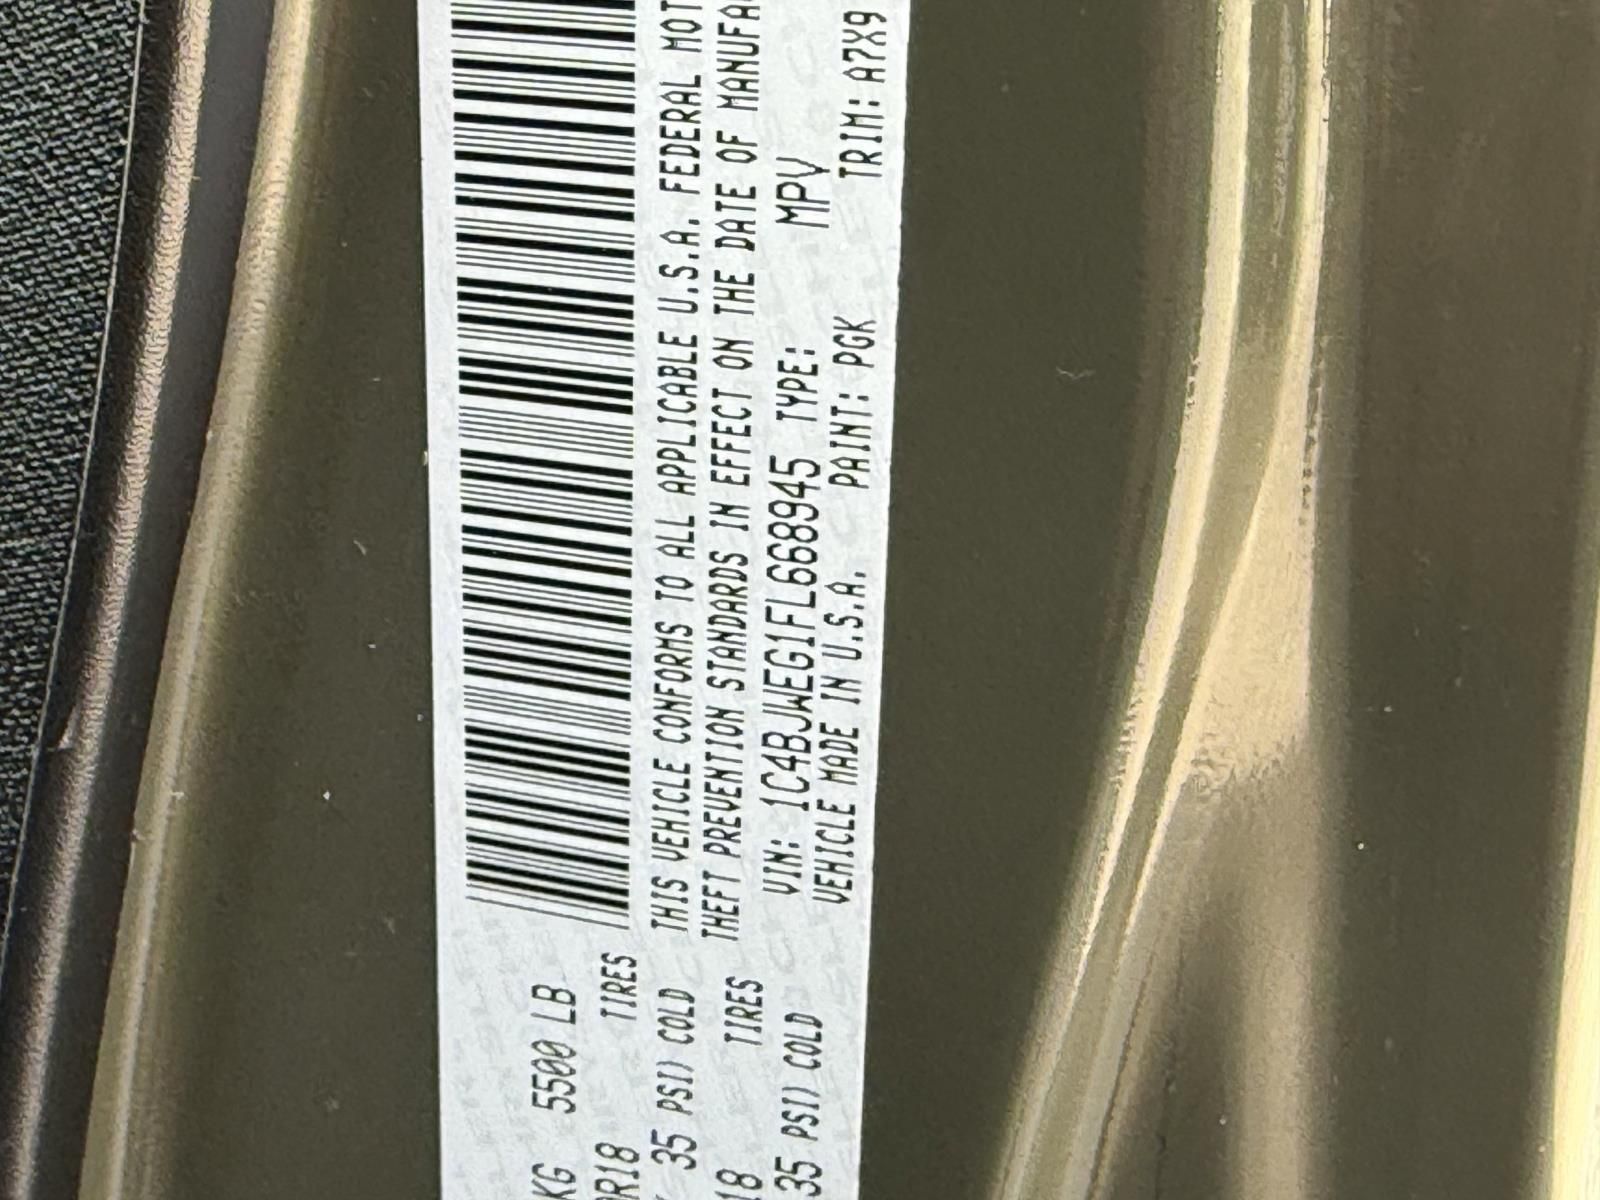 KG 5500 LB
R18 TIRES
35 PSI) COLD
18 TIRES
35 PSI) COLD
THIS VEHICLE CONFORMS TO ALL APPLICABLE U.S.A. FEDERAL MOT
THEFT PREVENTION STANDARDS IN EFFECT ON THE DATE OF MANUFA
VIN: 1C4BJWEG1FL668945 TYPE: MPV
VEHICLE MADE IN U.S.A. PAINT: PGK TRIM: A7X9